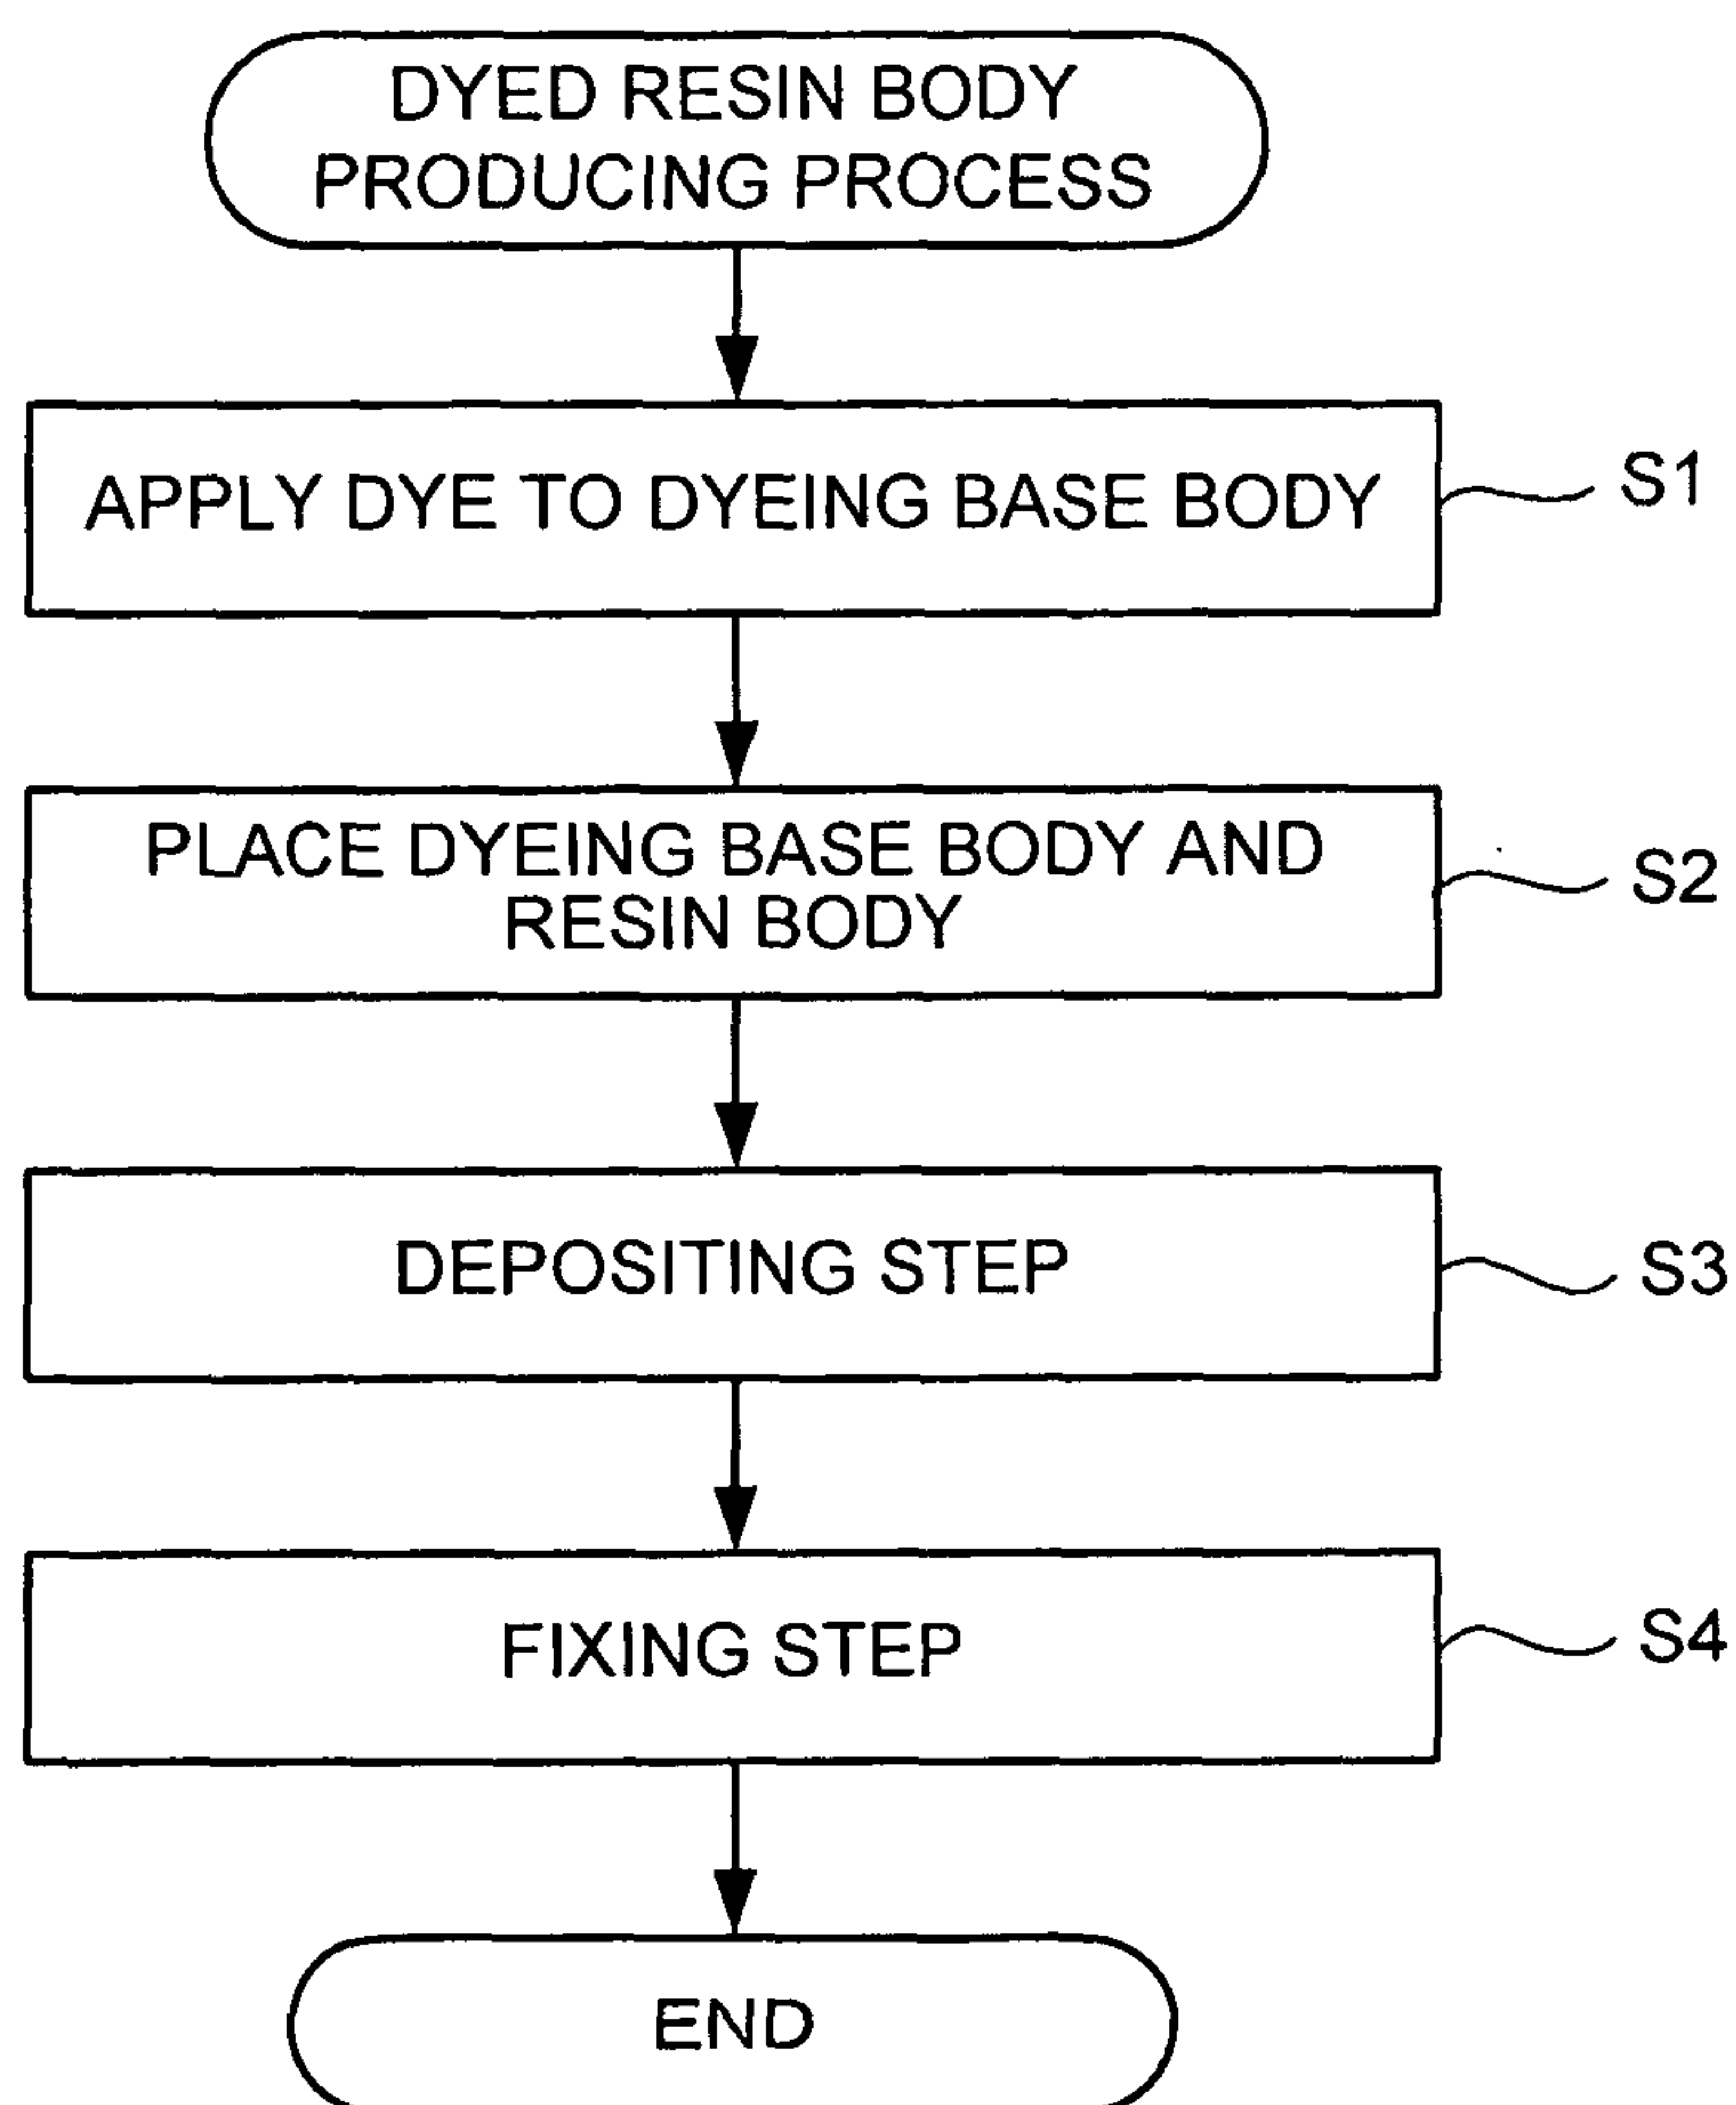 DYED RESIN BODY
PRODUCING PROCESS
APPLY DYE TO DYEING BASE BODY
S1
PLACE DYEING BASE BODY AND
RESIN BODY
S2
DEPOSITING STEP
S3
FIXING STEP
S4
END